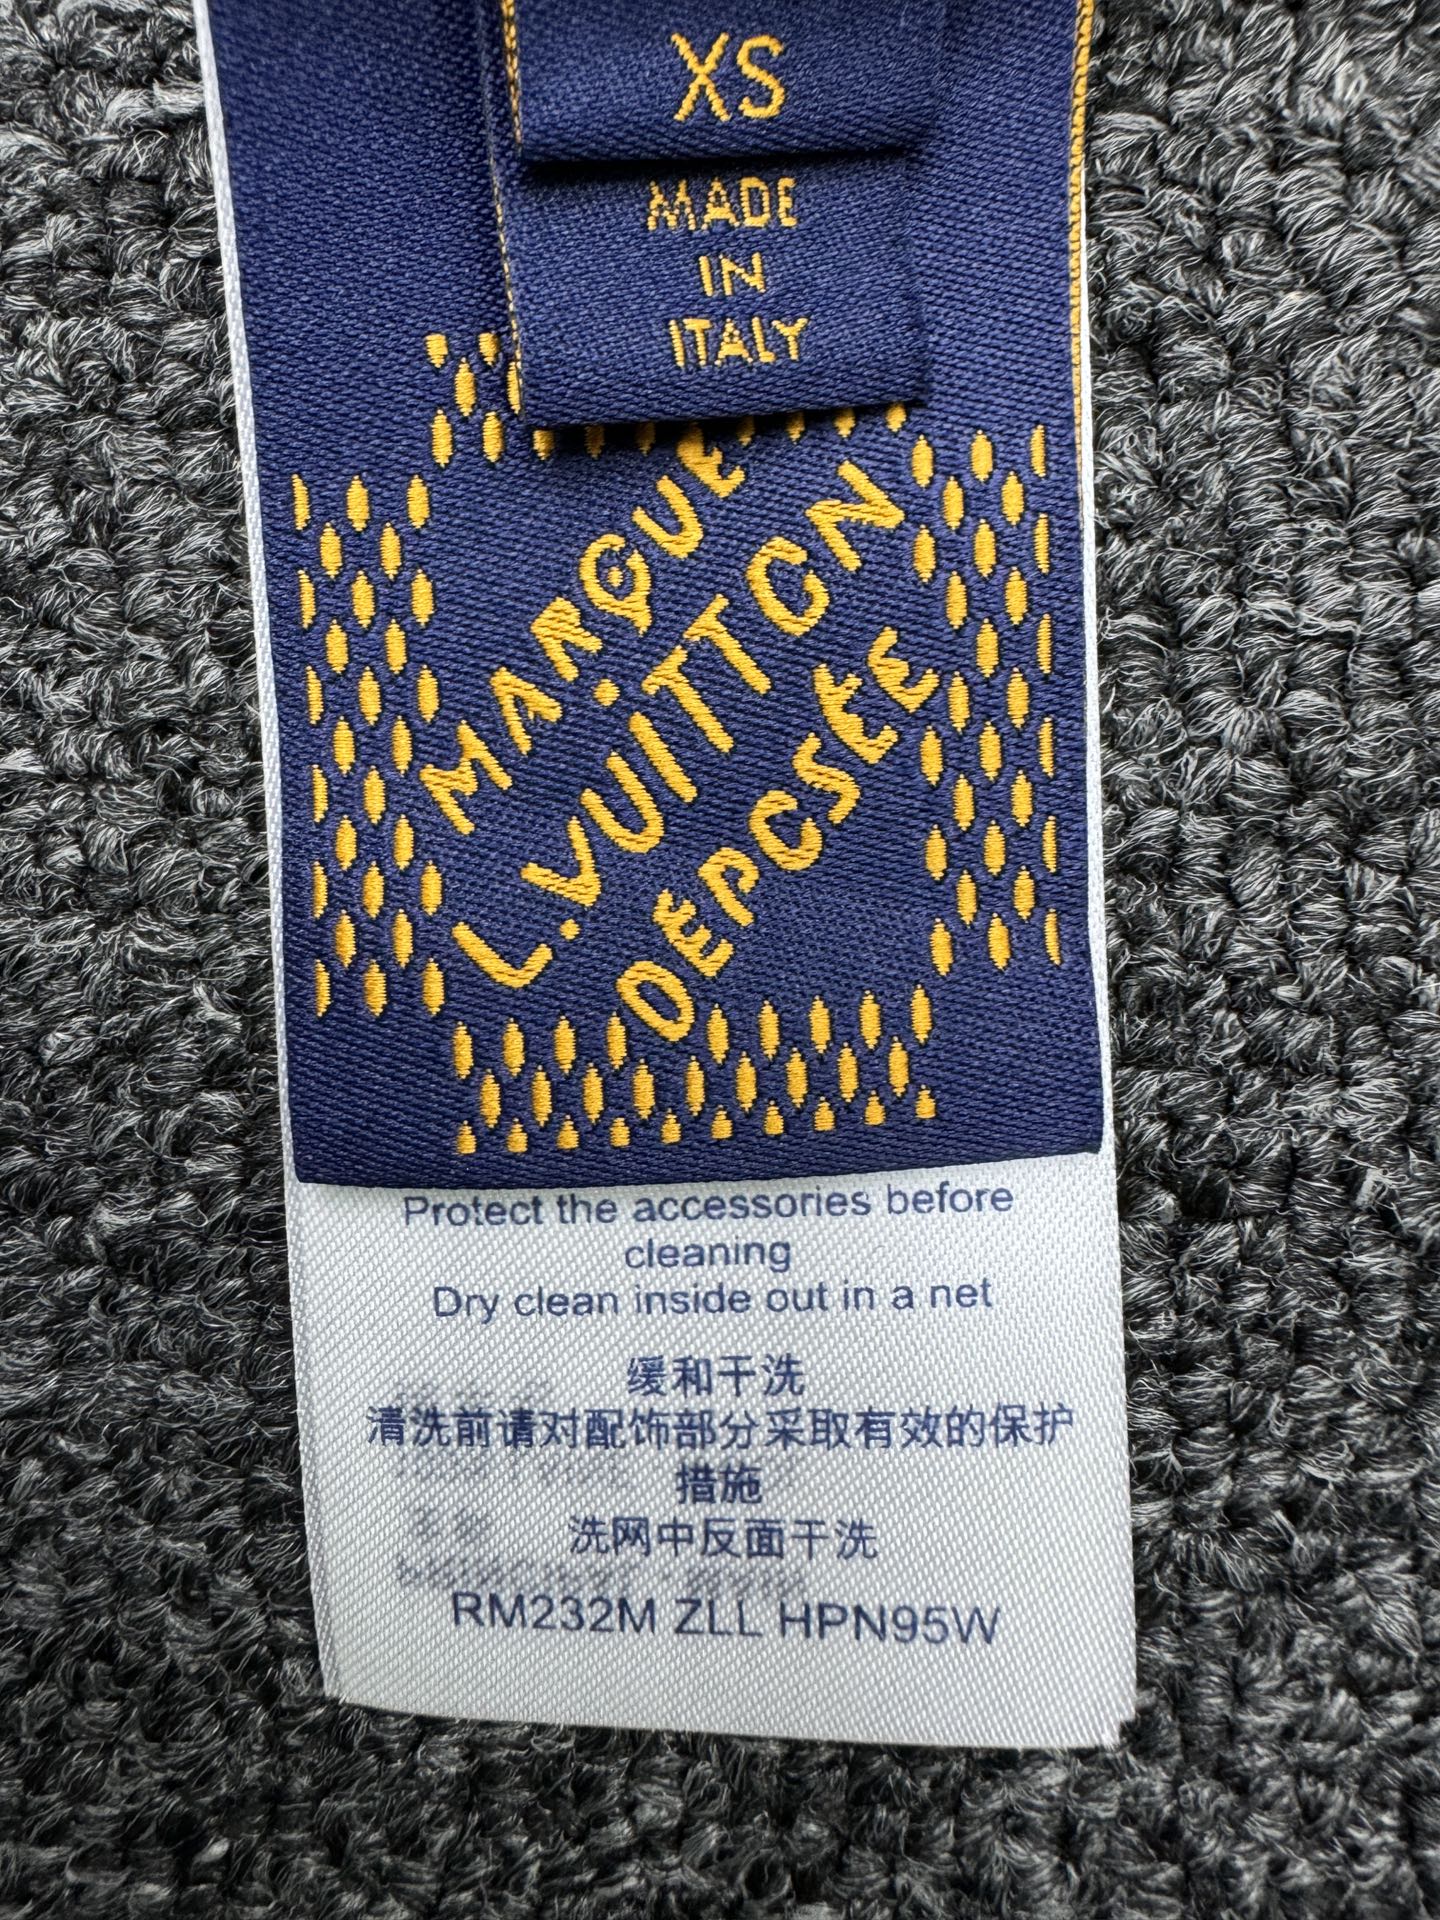 XS
MADE
IN
ITALY
MARQUE
L.VUITTON
DEPCSEE
Protect the accessories before
cleaning
Dry clean inside out in a net
缓和干洗
清洗前请对配饰部分采取有效的保护
措施
洗网中反面干洗
RM232M ZLL HPN95W